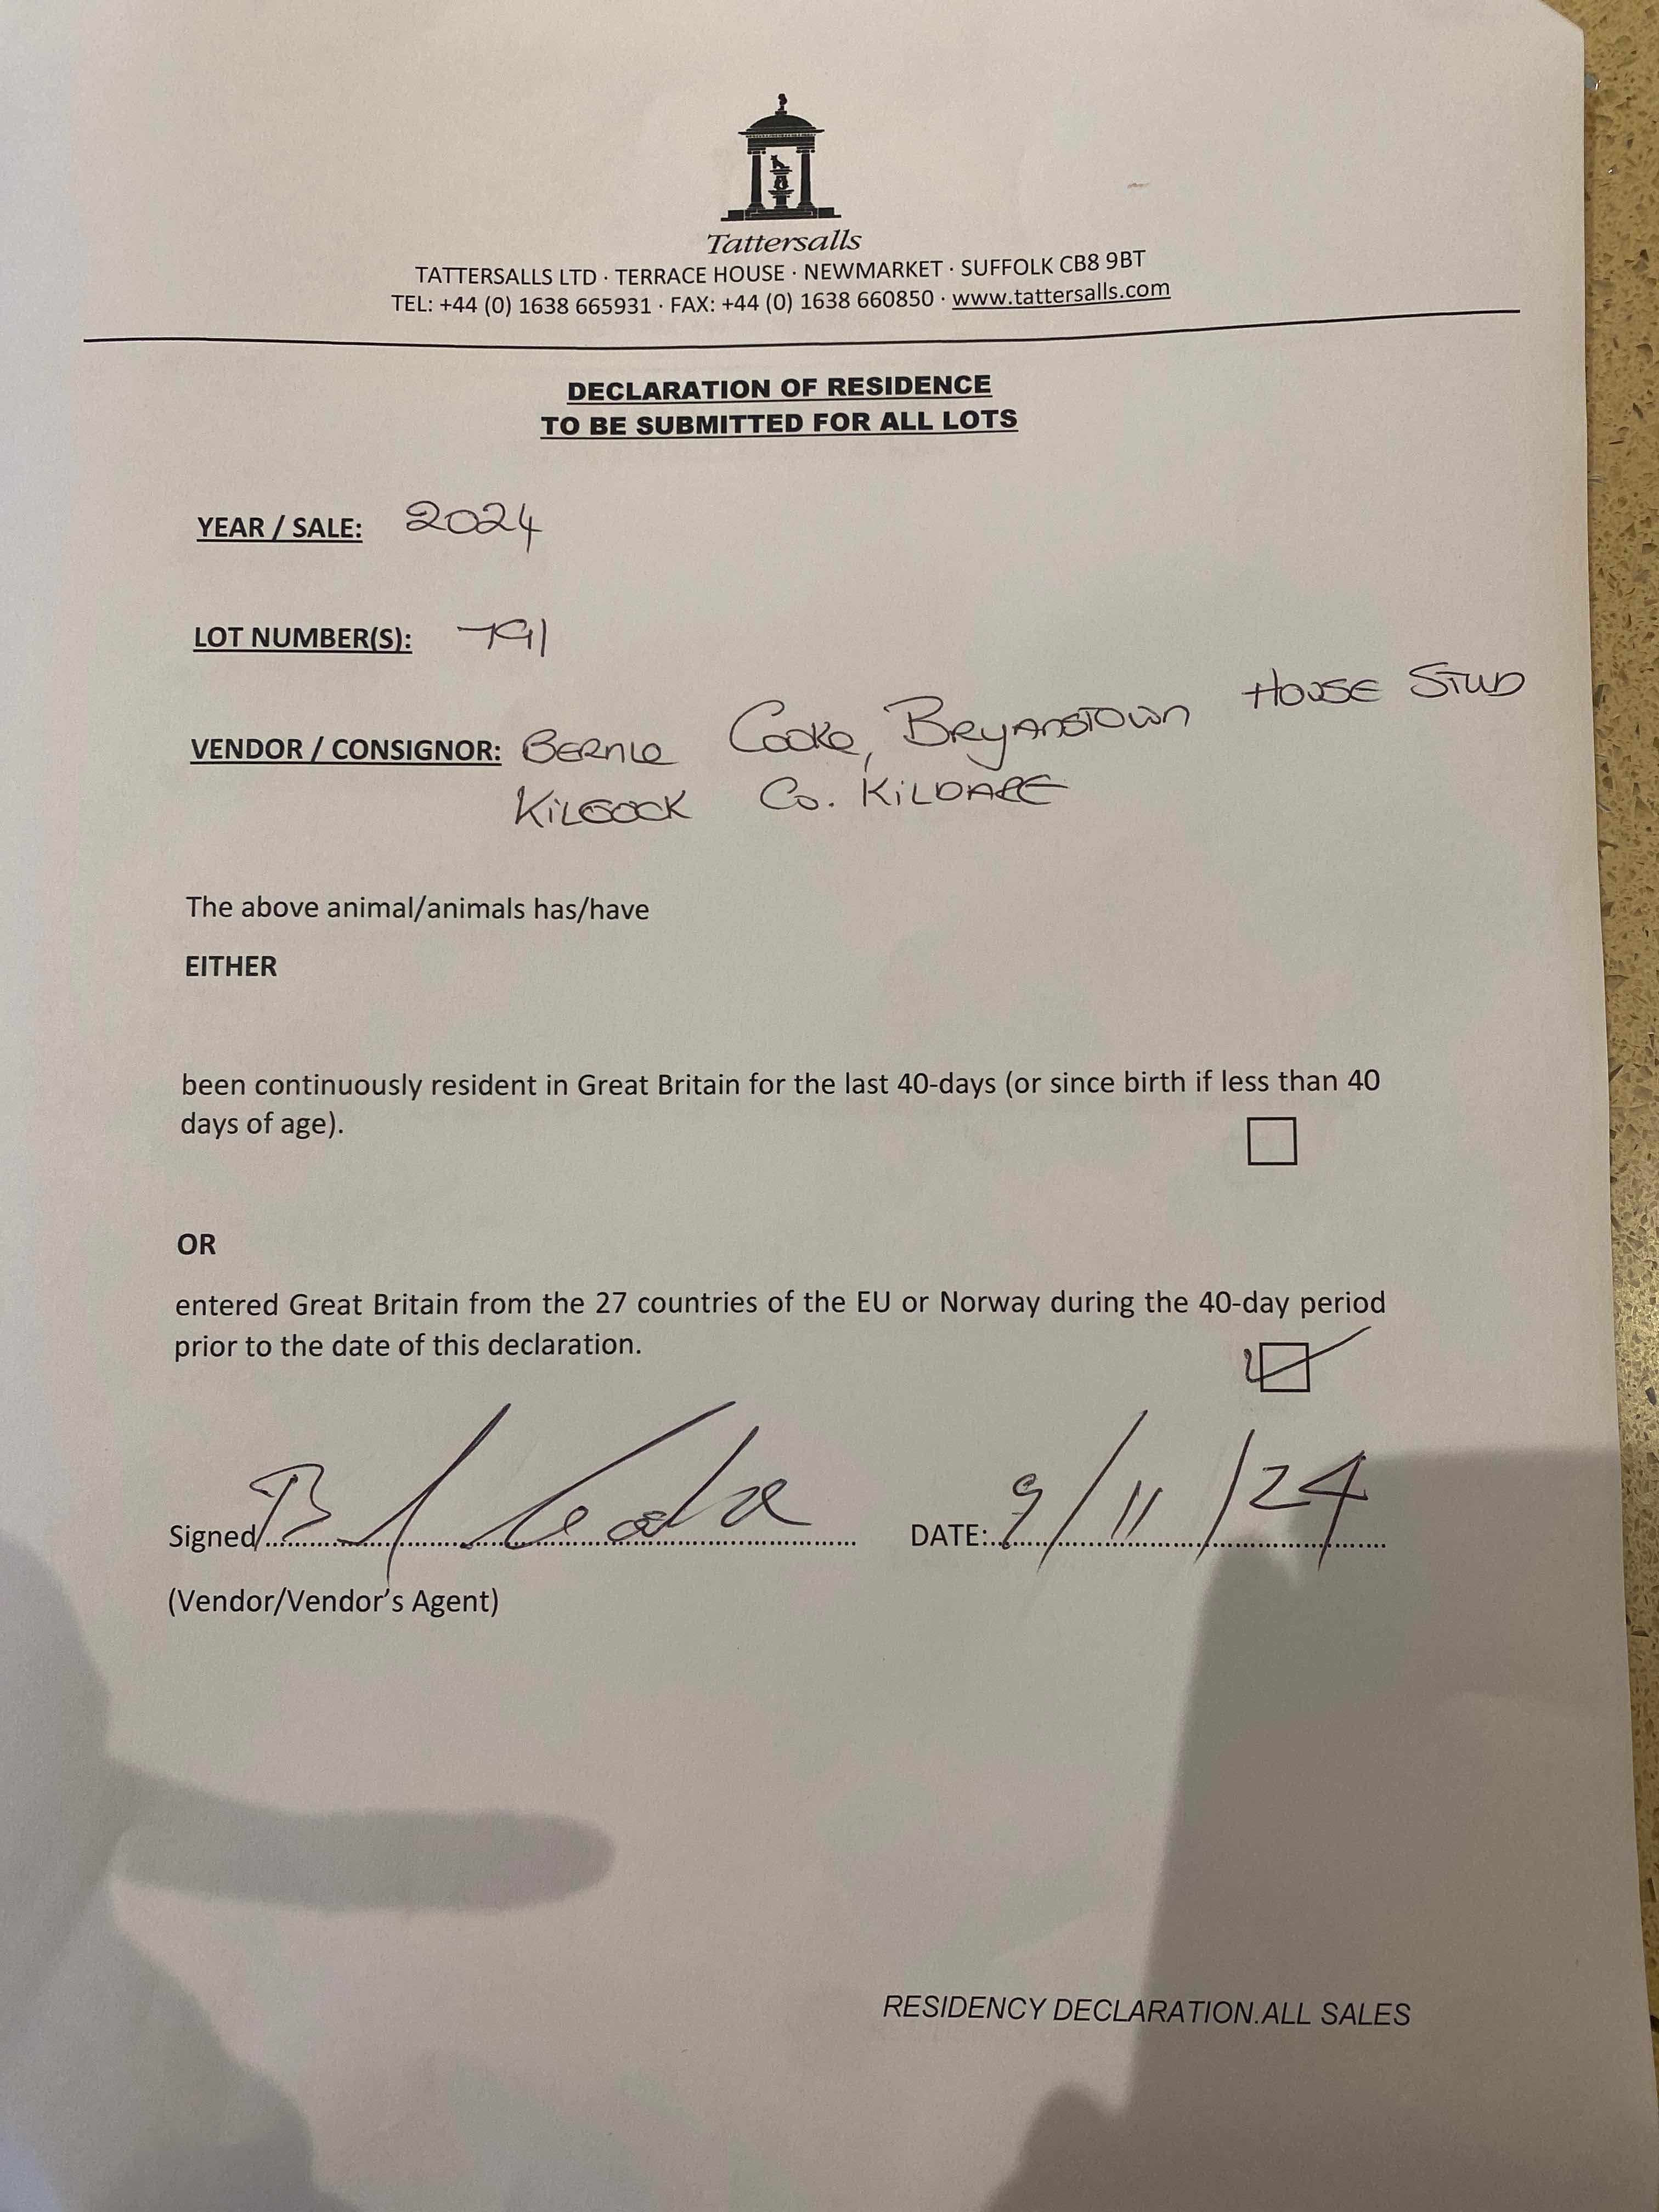 Tattersalls
TATTERSALLS LTD · TERRACE HOUSE · NEWMARKET · SUFFOLK CB8 9BT
TEL: +44 (0) 1638 665931 · FAX: +44 (0) 1638 660850 · www.tattersalls.com
DECLARATION OF RESIDENCE
TO BE SUBMITTED FOR ALL LOTS
YEAR / SALE: 2024
LOT NUMBER(S): 791
VENDOR / CONSIGNOR: BERNIE Cooke, BRYANSTOWN HOUSE STUD
KILCOCK Co. KILDARE
The above animal/animals has/have
EITHER
been continuously resident in Great Britain for the last 40-days (or since birth if less than 40
days of age).
OR
entered Great Britain from the 27 countries of the EU or Norway during the 40-day period
prior to the date of this declaration.
Signed B Cooke DATE: 9/11/24
(Vendor/Vendor's Agent)
RESIDENCY DECLARATION.ALL SALES